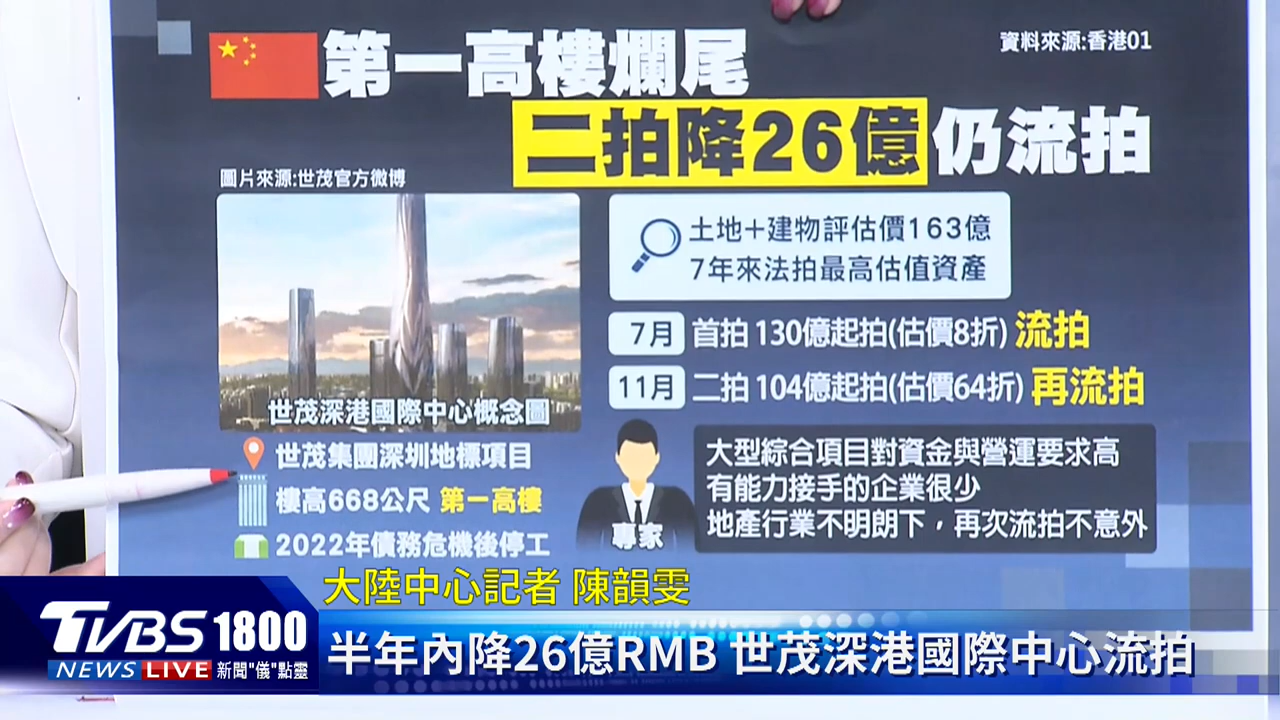 第一高樓爛尾
資料來源:香港01
二拍降26億仍流拍
圖片來源:世茂官方微博
土地+建物評估價163億
7年來法拍最高估值資產
7月 首拍130億起拍(估價8折) 流拍
11月 二拍104億起拍(估價64折) 再流拍
世茂深港國際中心概念圖
世茂集團深圳地標項目
樓高668公尺 第一高樓
2022年債務危機後停工
專家
大型綜合項目對資金與營運要求高
有能力接手的企業很少
地產行業不明朗下，再次流拍不意外
大陸中心記者 陳韻雯
TVBS 1800
NEWS LIVE 新聞"儀"點靈
半年內降26億RMB 世茂深港國際中心流拍